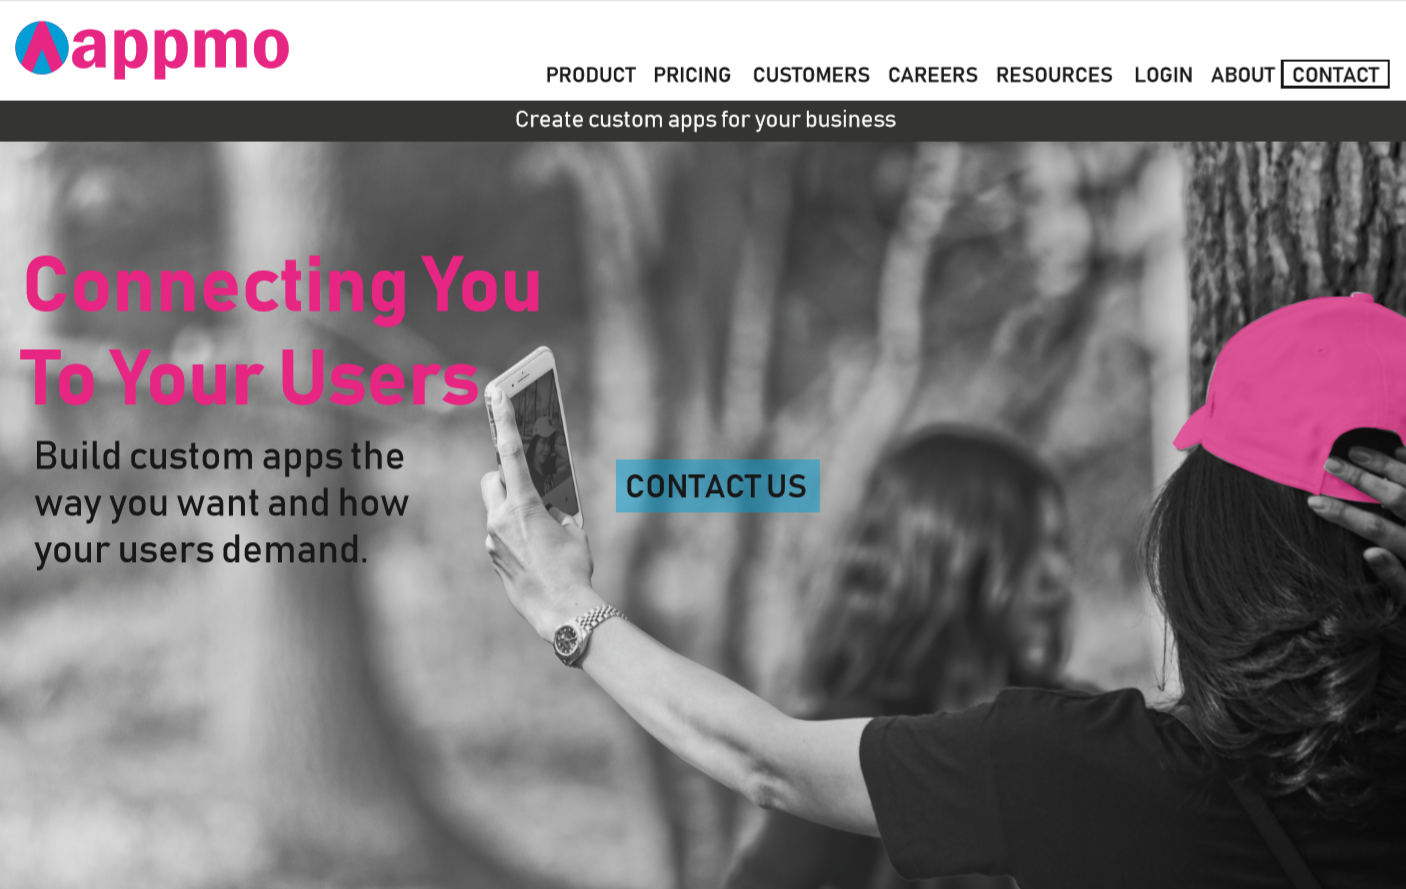 appmo
PRODUCT PRICING CUSTOMERS CAREERS RESOURCES LOGIN ABOUT CONTACT
Create custom apps for your business
Connecting You
To Your Users
Build custom apps the
way you want and how
your users demand.
CONTACT US